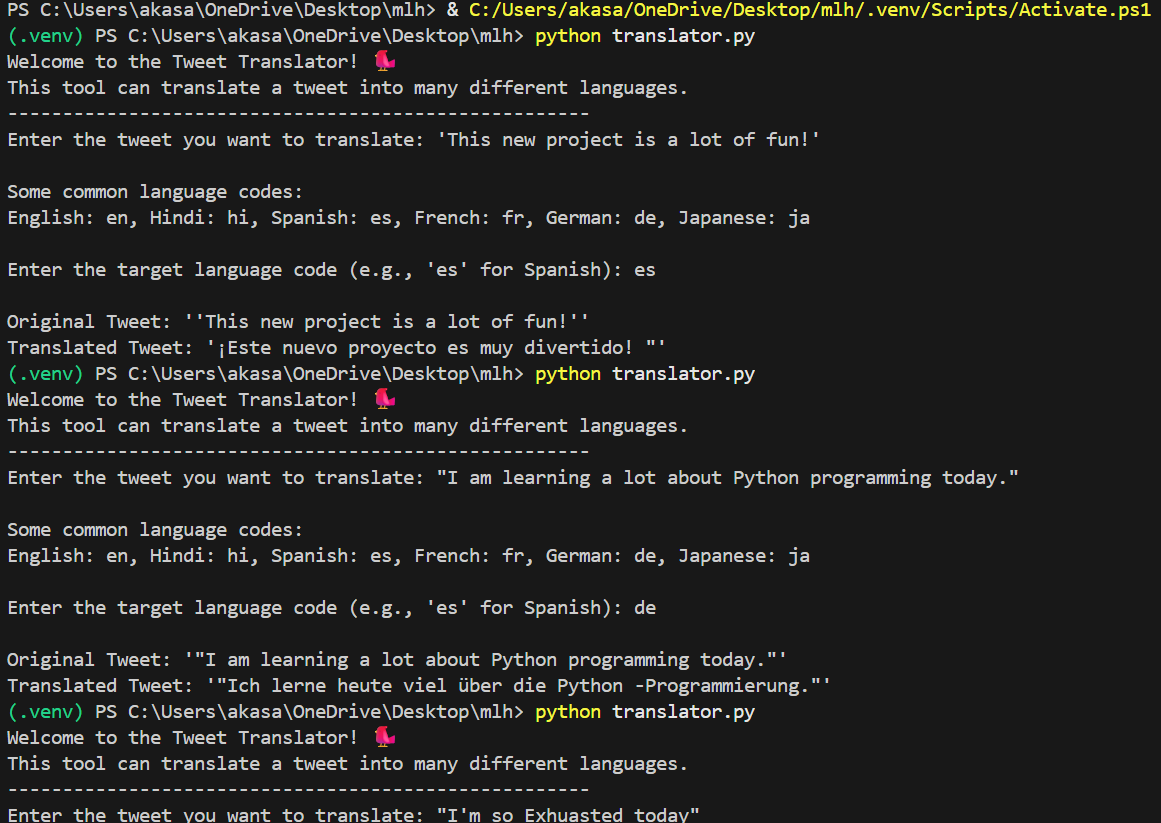 PS C:\Users\akasa\OneDrive\Desktop\mlh> & C:/Users/akasa/OneDrive/Desktop/mlh/.venv/Scripts/Activate.ps1
(.venv) PS C:\Users\akasa\OneDrive\Desktop\mlh> python translator.py
Welcome to the Tweet Translator! 🐦
This tool can translate a tweet into many different languages.
-----------------------------------------------------
Enter the tweet you want to translate: 'This new project is a lot of fun!'
Some common language codes:
English: en, Hindi: hi, Spanish: es, French: fr, German: de, Japanese: ja
Enter the target language code (e.g., 'es' for Spanish): es
Original Tweet: ''This new project is a lot of fun!''
Translated Tweet: '¡Este nuevo proyecto es muy divertido! "'
(.venv) PS C:\Users\akasa\OneDrive\Desktop\mlh> python translator.py
Welcome to the Tweet Translator! 🐦
This tool can translate a tweet into many different languages.
-----------------------------------------------------
Enter the tweet you want to translate: "I am learning a lot about Python programming today."
Some common language codes:
English: en, Hindi: hi, Spanish: es, French: fr, German: de, Japanese: ja
Enter the target language code (e.g., 'es' for Spanish): de
Original Tweet: '"I am learning a lot about Python programming today."'
Translated Tweet: '"Ich lerne heute viel über die Python -Programmierung."'
(.venv) PS C:\Users\akasa\OneDrive\Desktop\mlh> python translator.py
Welcome to the Tweet Translator! 🐦
This tool can translate a tweet into many different languages.
-----------------------------------------------------
Enter the tweet you want to translate: "I'm so Exhuasted today"